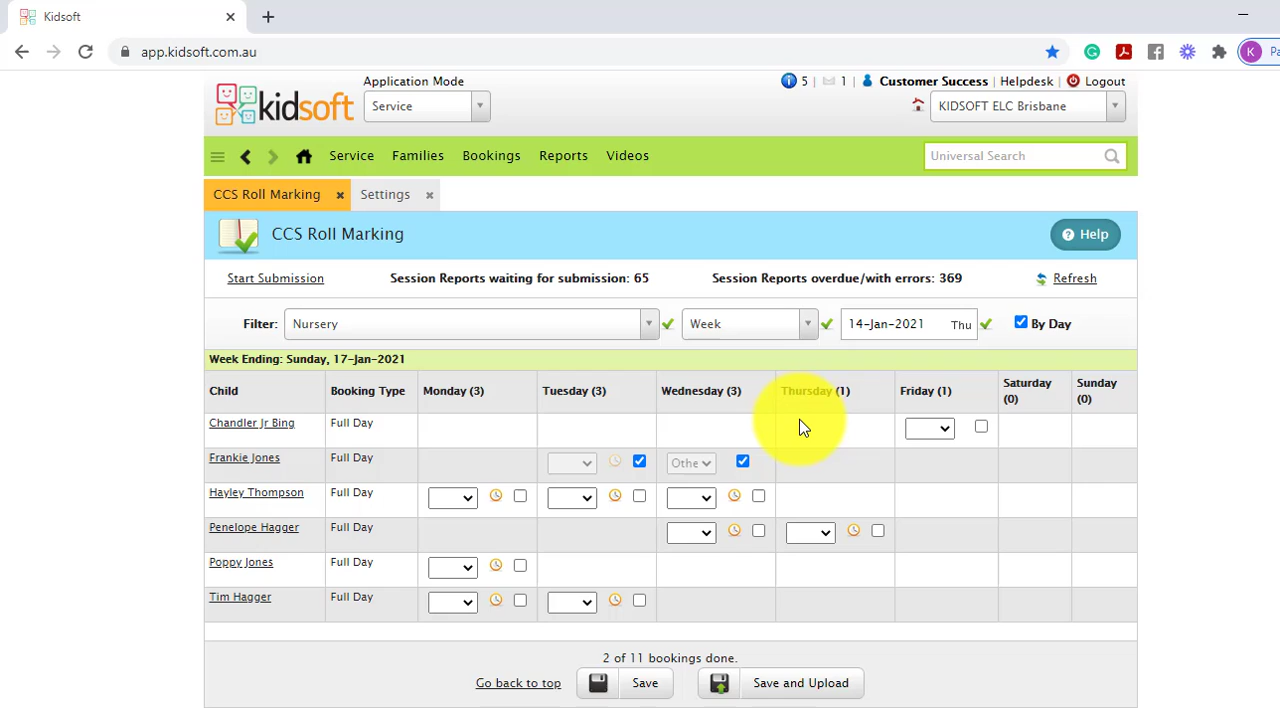 Kidsoft
app.kidsoft.com.au
K Pa
Application Mode
Service
5 | 1 | Customer Success | Helpdesk | Logout
KIDSOFT ELC Brisbane
kidsoft
Service Families Bookings Reports Videos Universal Search
CCS Roll Marking Settings
CCS Roll Marking Help
Start Submission Session Reports waiting for submission: 65 Session Reports overdue/with errors: 369 Refresh
Filter: Nursery Week 14-Jan-2021 Thu By Day
Week Ending: Sunday, 17-Jan-2021
Child Booking Type Monday (3) Tuesday (3) Wednesday (3) Thursday (1) Friday (1) Saturday (0) Sunday (0)
Chandler Jr Bing Full Day
Frankie Jones Full Day Othe
Hayley Thompson Full Day
Penelope Hagger Full Day
Poppy Jones Full Day
Tim Hagger Full Day
2 of 11 bookings done.
Go back to top Save Save and Upload